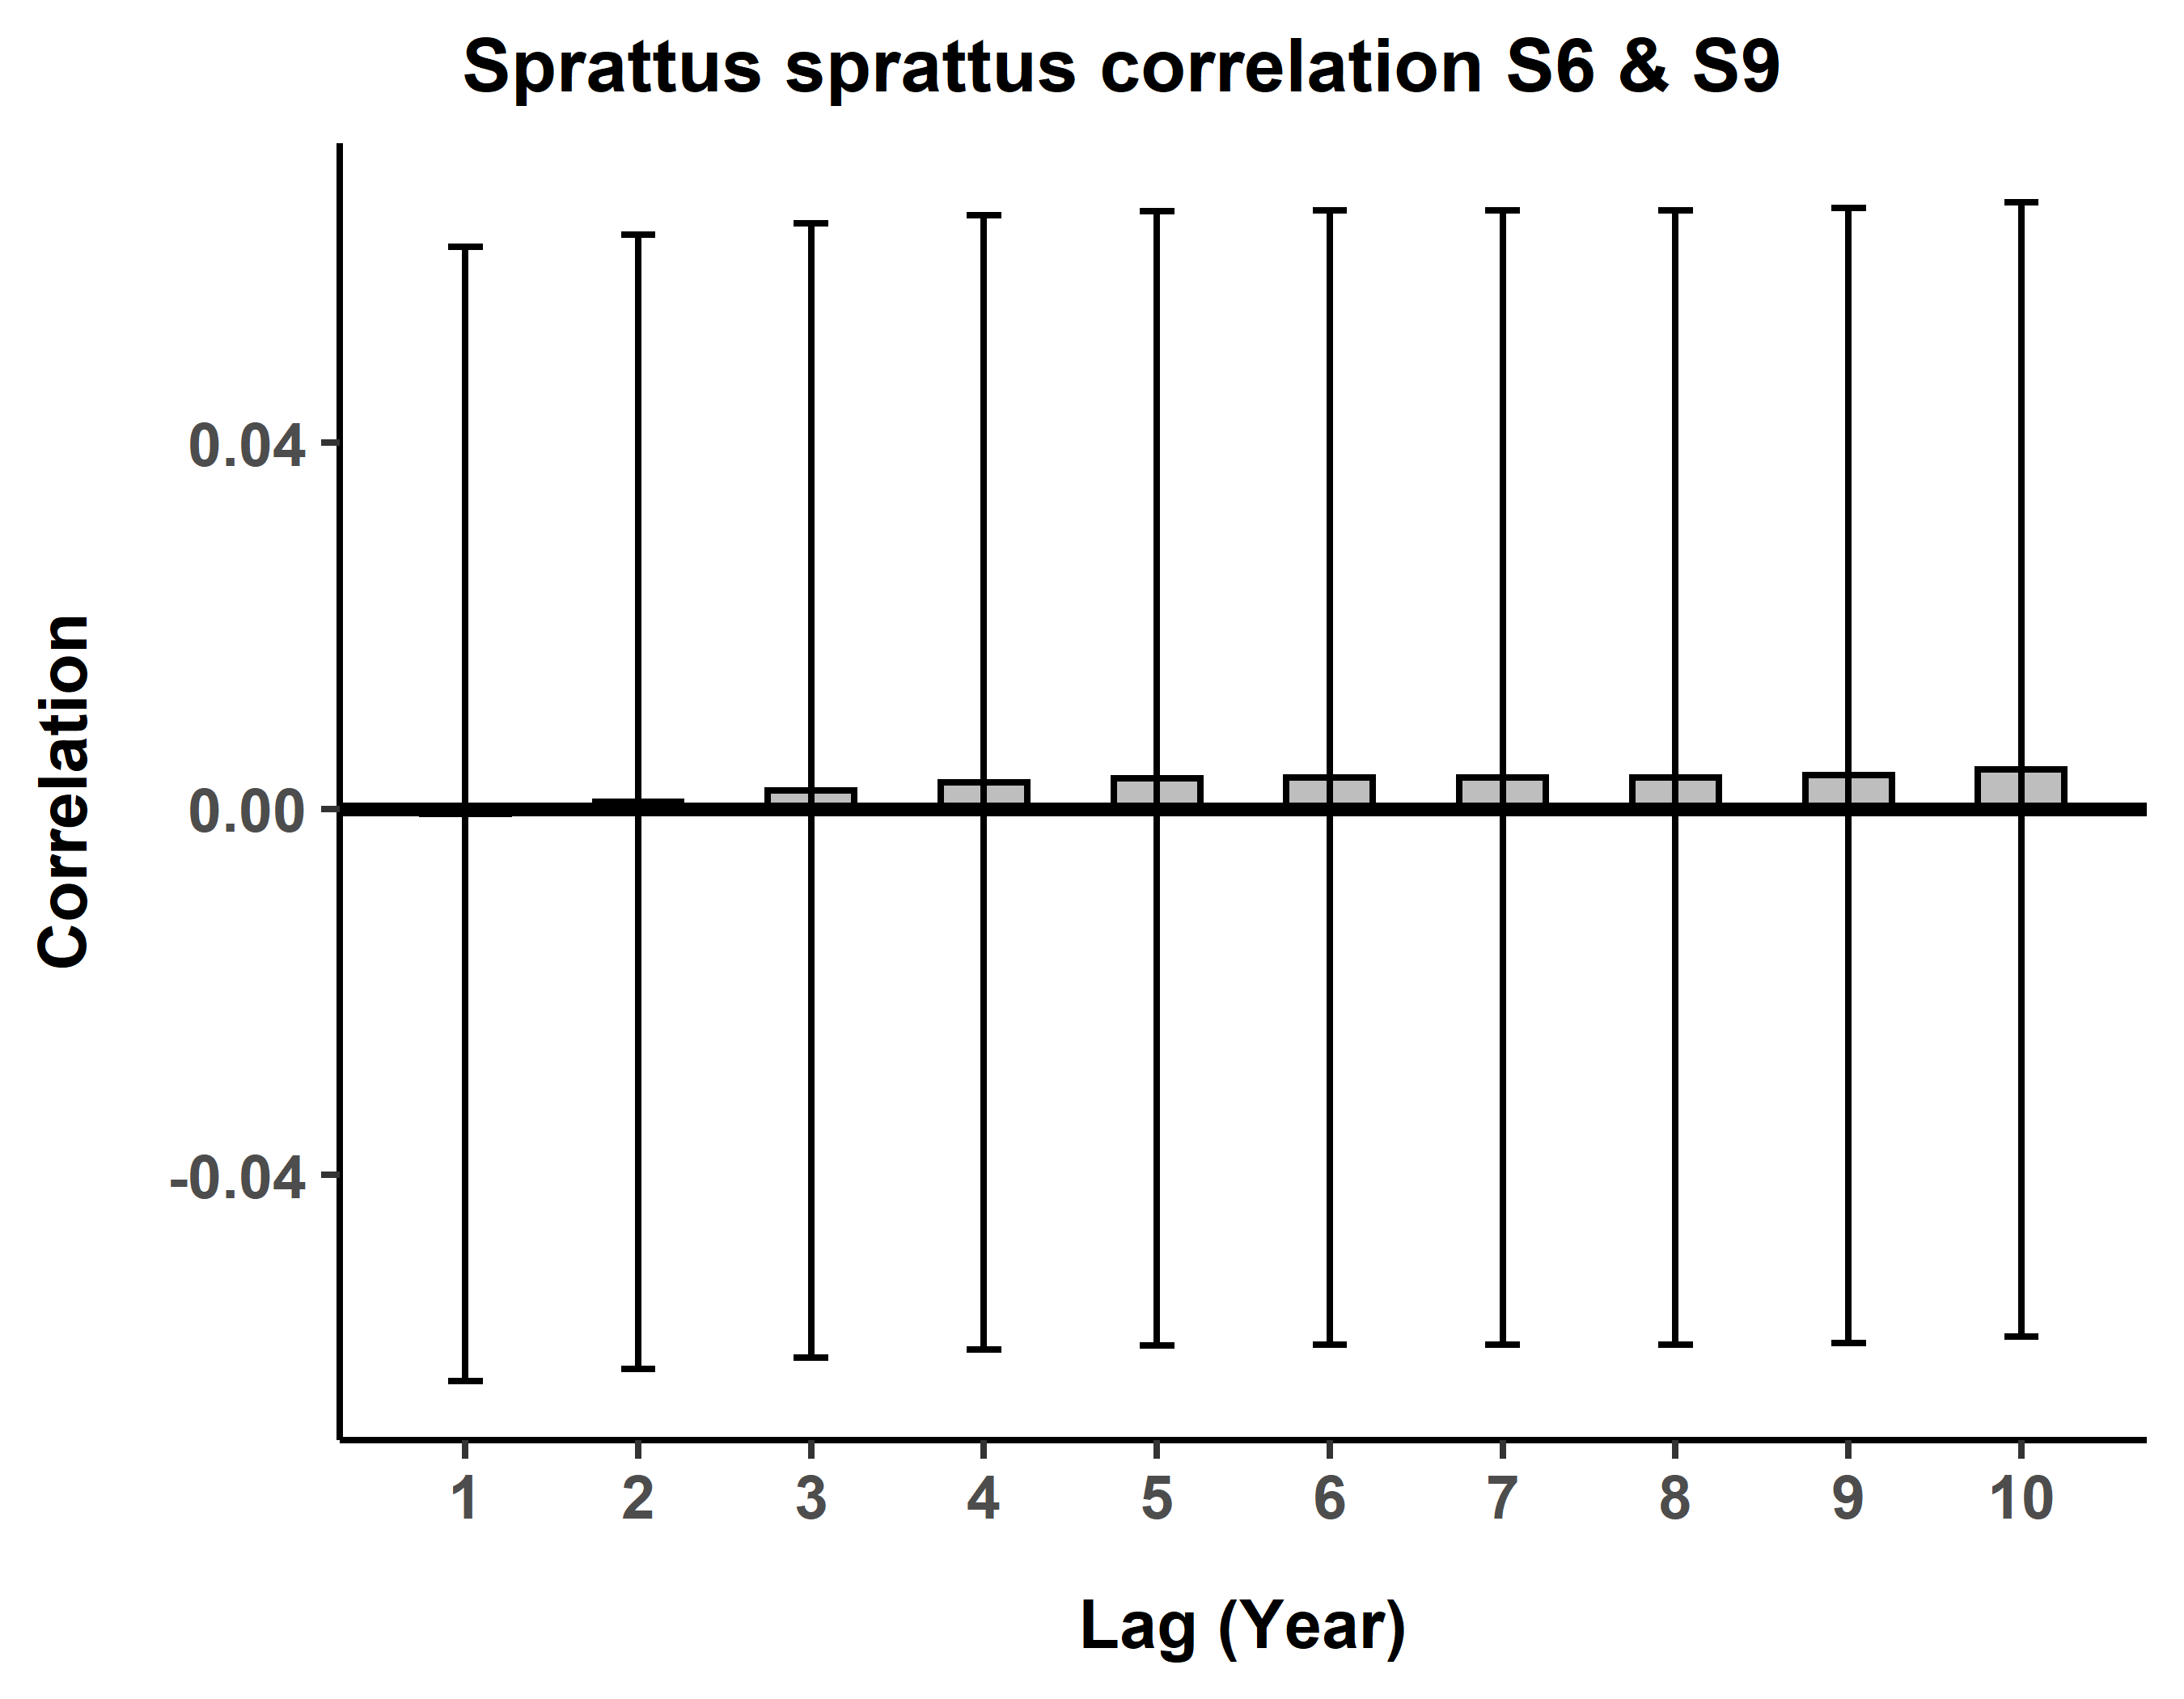 Sprattus sprattus correlation S6 & S9
Correlation
0.04
0.00
-0.04
1 2 3 4 5 6 7 8 9 10
Lag (Year)